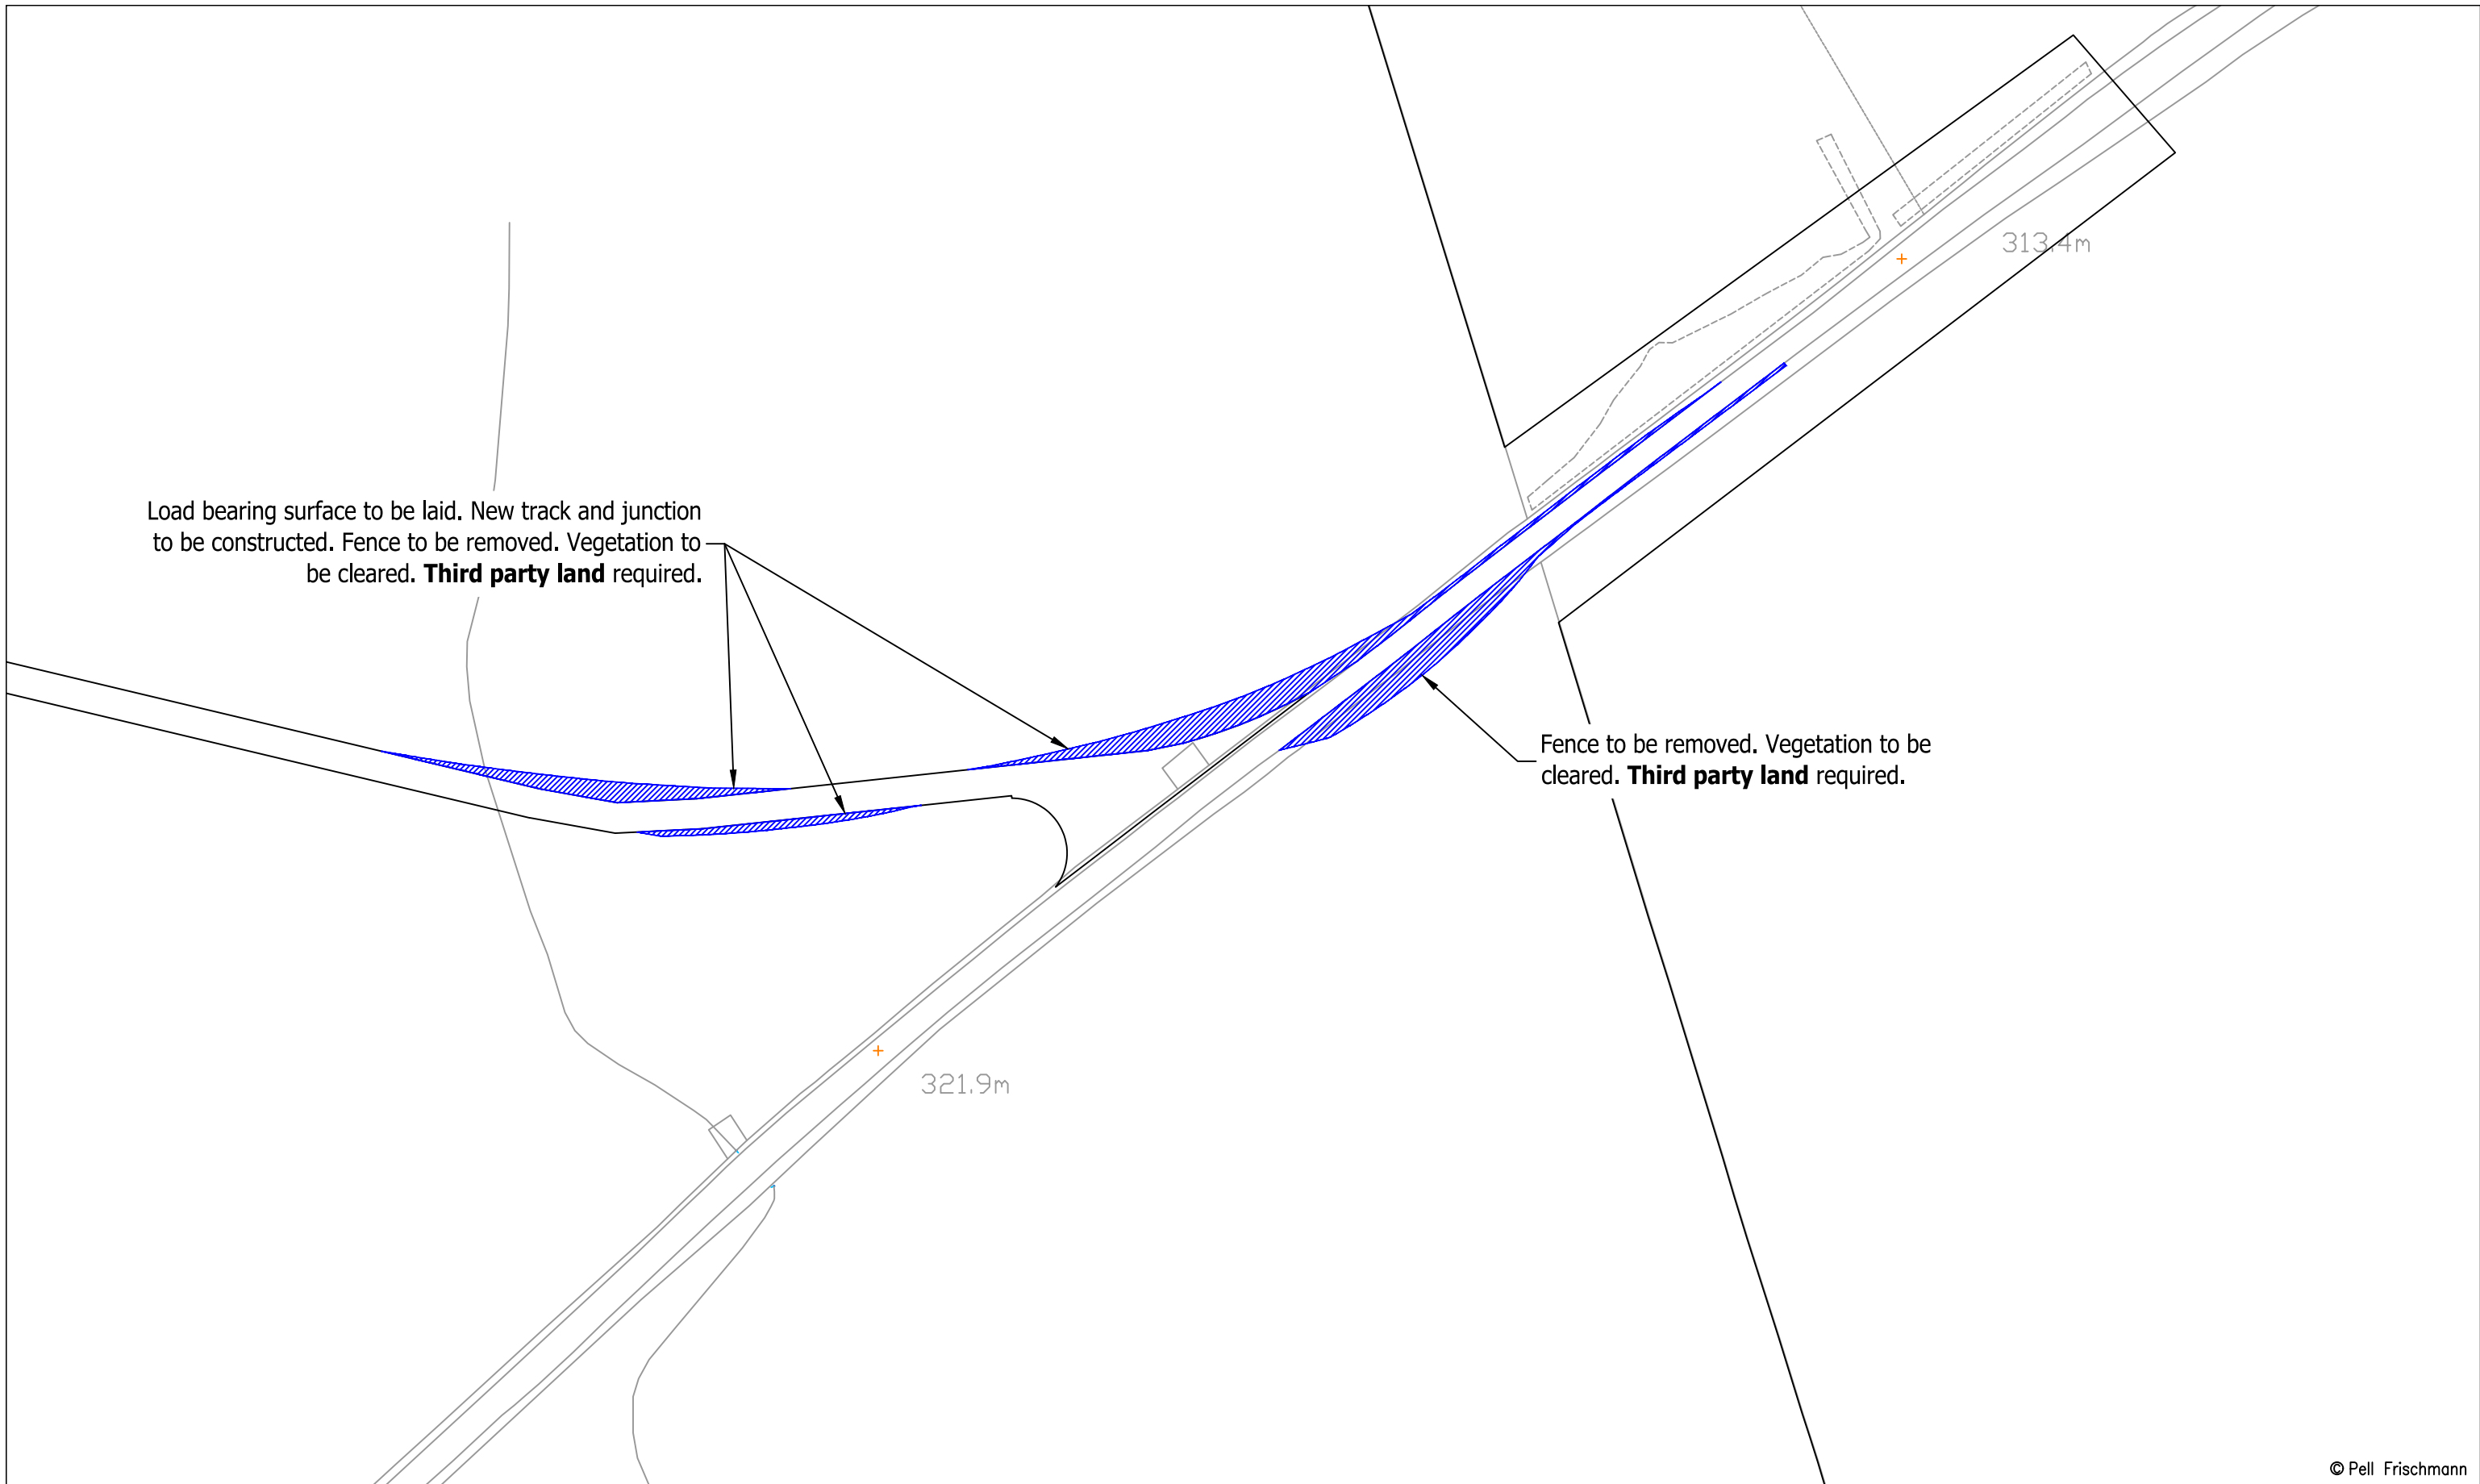 313.4m
Load bearing surface to be laid. New track and junction
to be constructed. Fence to be removed. Vegetation to
be cleared. Third party land required.
Fence to be removed. Vegetation to be
cleared. Third party land required.
321.9m
© Pell Frischmann